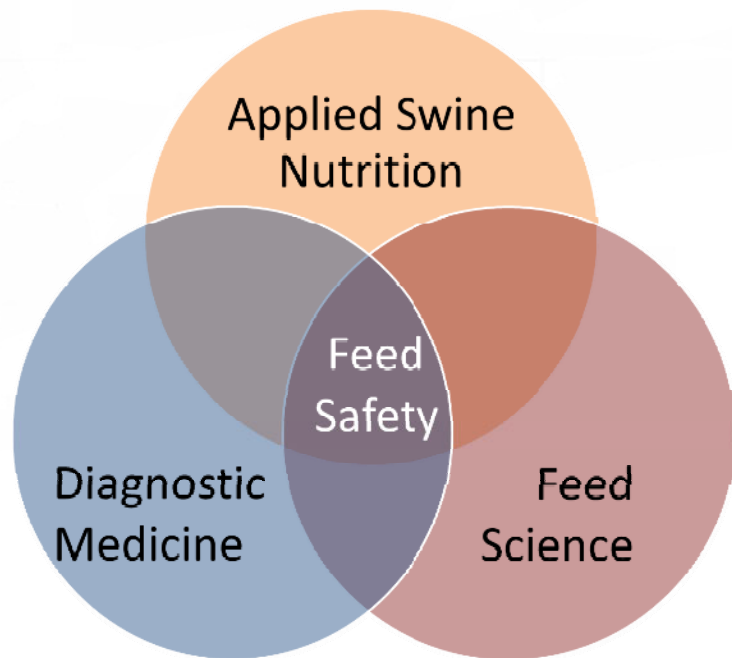 Applied Swine
Nutrition
Feed
Safety
Diagnostic
Medicine
Feed
Science